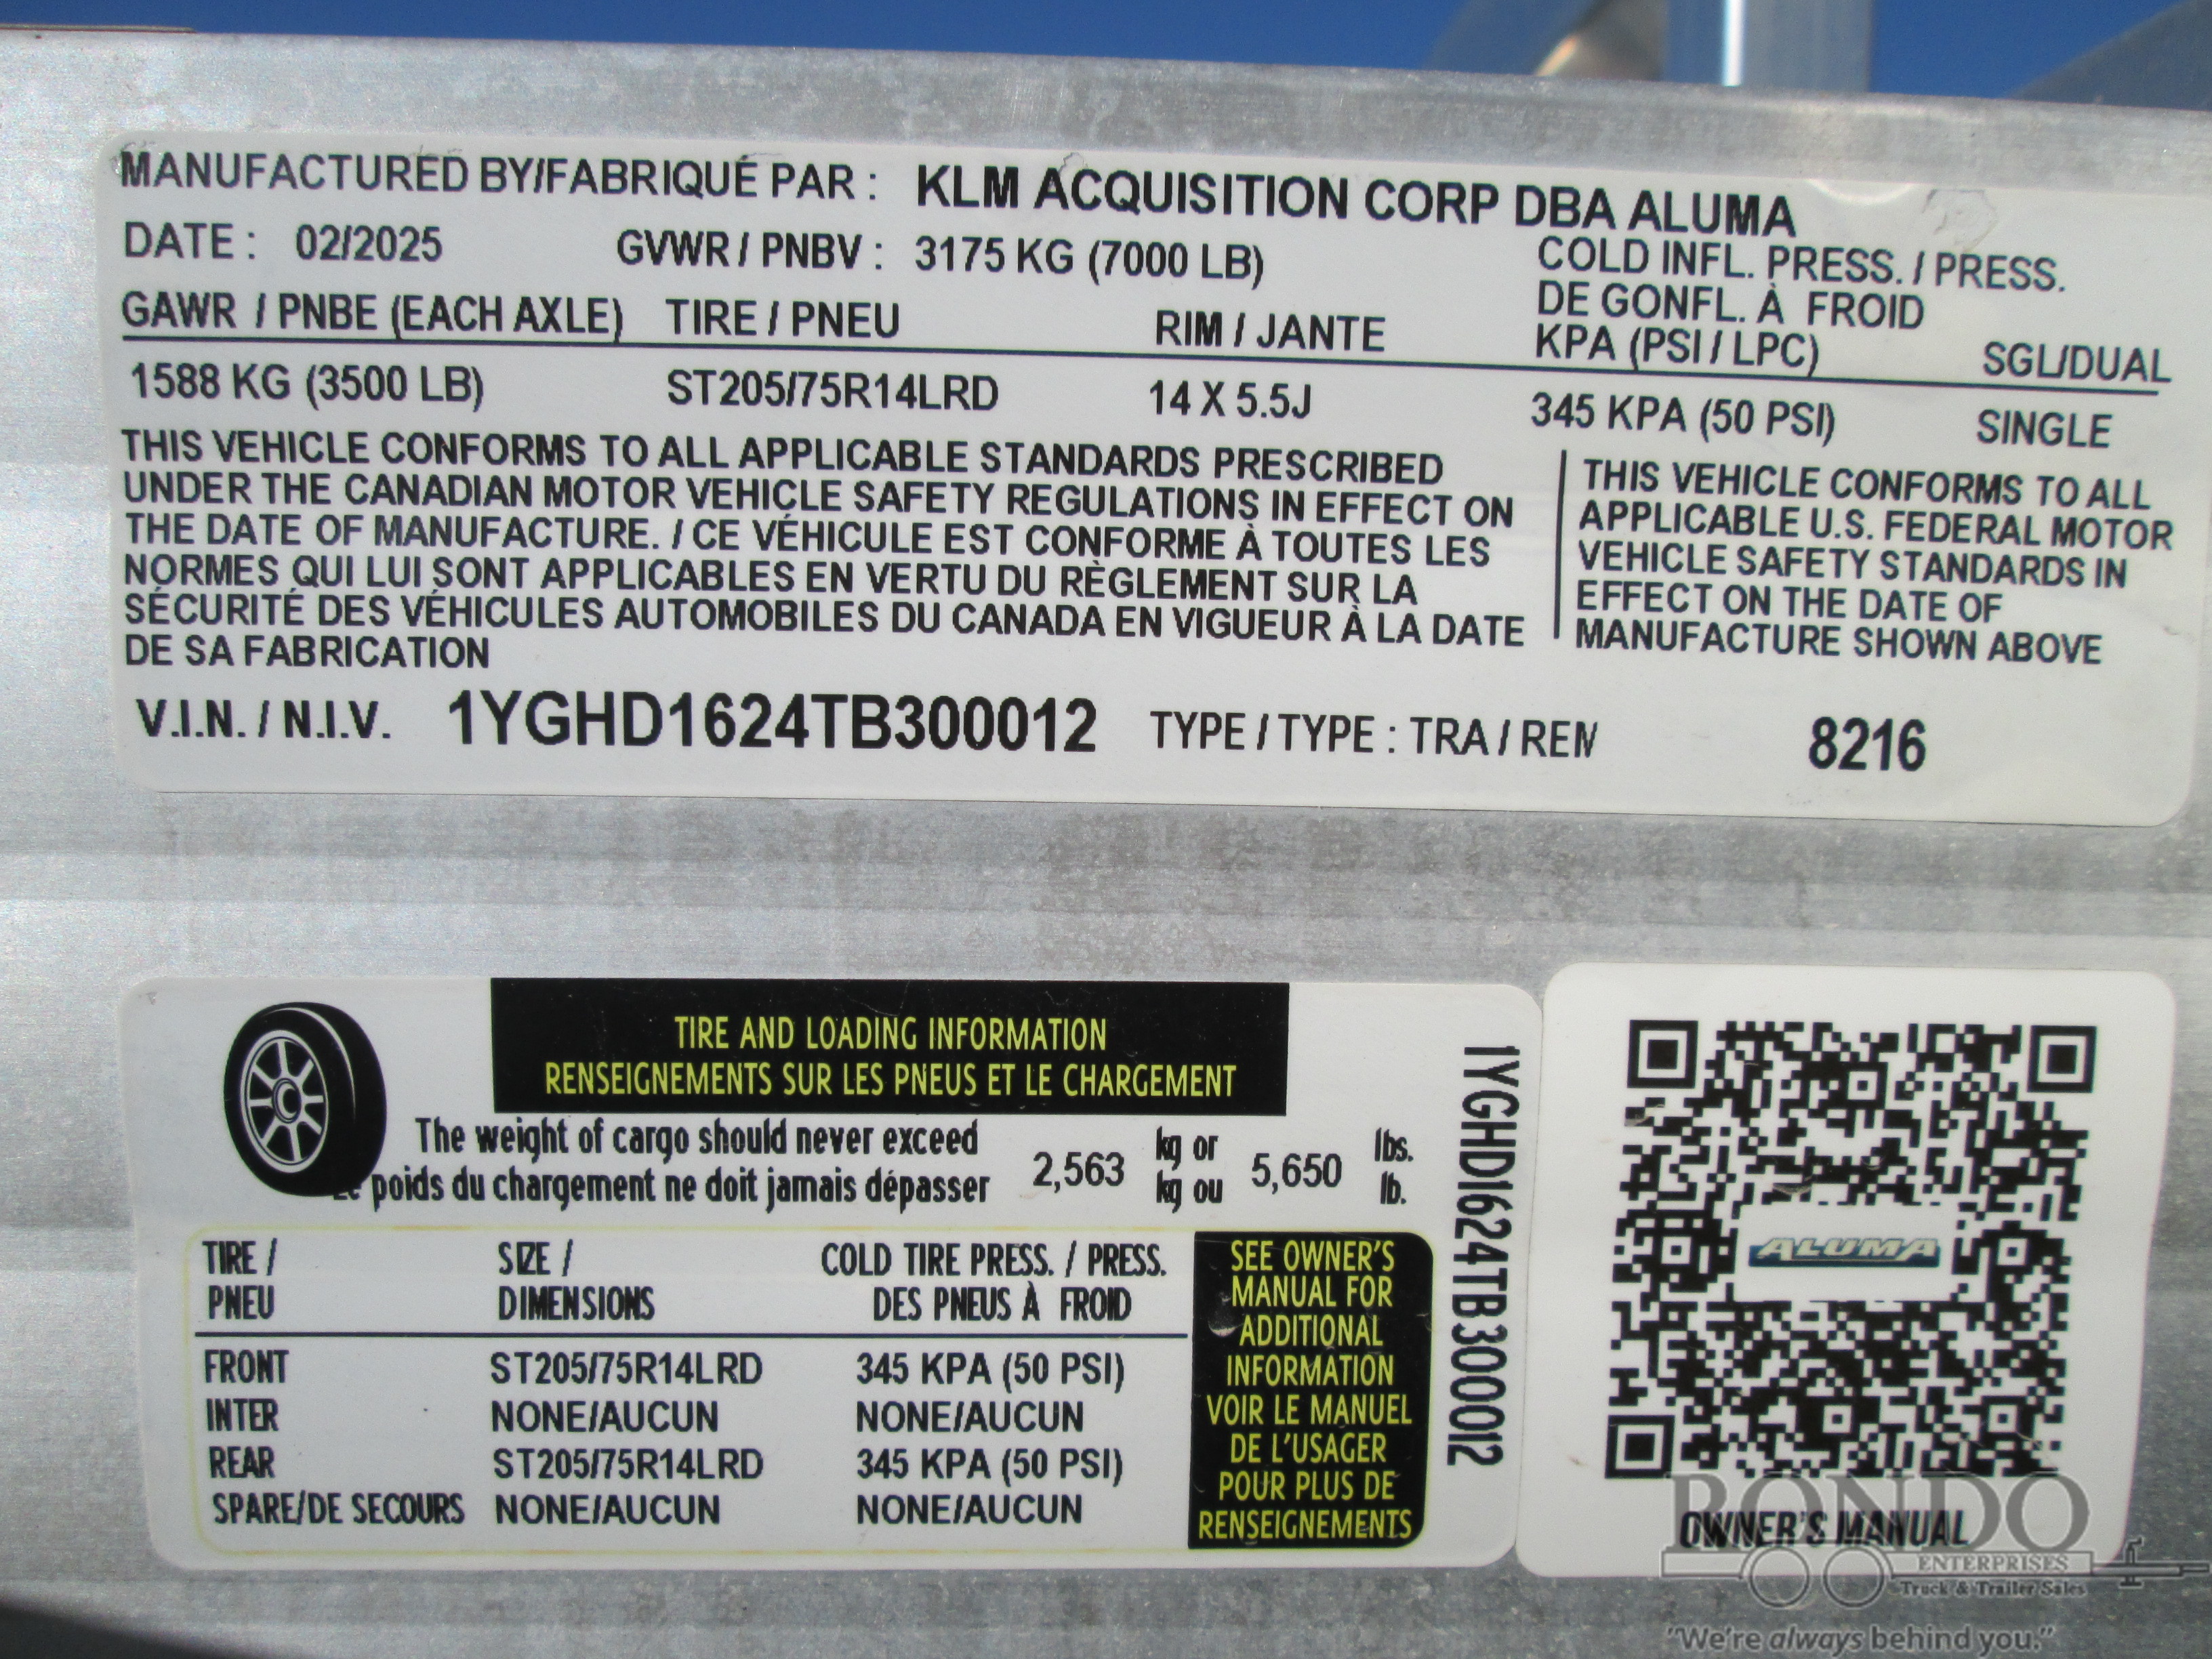 MANUFACTURED BY/FABRIQUÉ PAR : KLM ACQUISITION CORP DBA ALUMA
DATE : 02/2025 GVWR / PNBV : 3175 KG (7000 LB)
COLD INFL. PRESS. / PRESS.
DE GONFL. À FROID
GAWR / PNBE (EACH AXLE) TIRE / PNEU RIM / JANTE KPA (PSI / LPC) SGL/DUAL
1588 KG (3500 LB) ST205/75R14LRD 14 X 5.5J 345 KPA (50 PSI) SINGLE
THIS VEHICLE CONFORMS TO ALL APPLICABLE STANDARDS PRESCRIBED
UNDER THE CANADIAN MOTOR VEHICLE SAFETY REGULATIONS IN EFFECT ON
THE DATE OF MANUFACTURE. / CE VÉHICULE EST CONFORME À TOUTES LES
NORMES QUI LUI SONT APPLICABLES EN VERTU DU RÈGLEMENT SUR LA
SÉCURITÉ DES VÉHICULES AUTOMOBILES DU CANADA EN VIGUEUR À LA DATE
DE SA FABRICATION
THIS VEHICLE CONFORMS TO ALL
APPLICABLE U.S. FEDERAL MOTOR
VEHICLE SAFETY STANDARDS IN
EFFECT ON THE DATE OF
MANUFACTURE SHOWN ABOVE
V.I.N. / N.I.V. 1YGHD1624TB300012 TYPE / TYPE : TRA / REM 8216
TIRE AND LOADING INFORMATION
RENSEIGNEMENTS SUR LES PNEUS ET LE CHARGEMENT
The weight of cargo should never exceed 2,563 kg or 5,650 lbs.
Le poids du chargement ne doit jamais dépasser kg ou lb.
TIRE / SIZE / COLD TIRE PRESS. / PRESS.
PNEU DIMENSIONS DES PNEUS À FROID
FRONT ST205/75R14LRD 345 KPA (50 PSI)
INTER NONE/AUCUN NONE/AUCUN
REAR ST205/75R14LRD 345 KPA (50 PSI)
SPARE/DE SECOURS NONE/AUCUN NONE/AUCUN
SEE OWNER'S
MANUAL FOR
ADDITIONAL
INFORMATION
VOIR LE MANUEL
DE L'USAGER
POUR PLUS DE
RENSEIGNEMENTS
1YGHD1624TB300012
ALUMA
OWNER'S MANUAL
RONDO
ENTERPRISES
Truck & Trailer Sales
"We're always behind you."